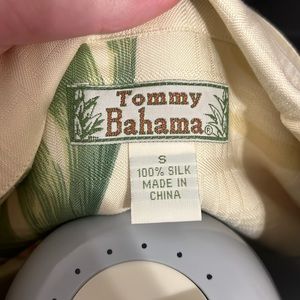 Tommy
Bahama®
S
100% SILK
MADE IN
CHINA